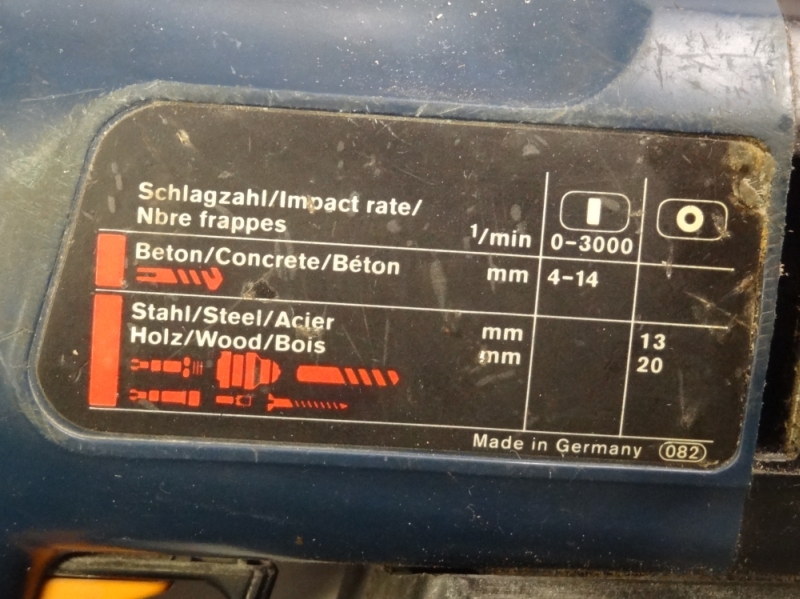 Schlagzahl/Impact rate/
Nbre frappes 1/min 0-3000
Beton/Concrete/Béton mm 4-14
Stahl/Steel/Acier mm 13
Holz/Wood/Bois mm 20
Made in Germany 082